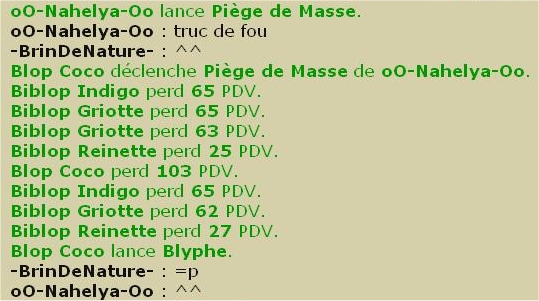 oO-Nahelya-Oo lance Piège de Masse.
oO-Nahelya-Oo : truc de fou
-BrinDeNature- : ^^
Blop Coco déclenche Piège de Masse de oO-Nahelya-Oo.
Biblop Indigo perd 65 PDV.
Biblop Griotte perd 65 PDV.
Biblop Griotte perd 63 PDV.
Biblop Reinette perd 25 PDV.
Blop Coco perd 103 PDV.
Biblop Indigo perd 65 PDV.
Biblop Griotte perd 62 PDV.
Biblop Reinette perd 27 PDV.
Blop Coco lance Blyphe.
-BrinDeNature- : =p
oO-Nahelya-Oo : ^^